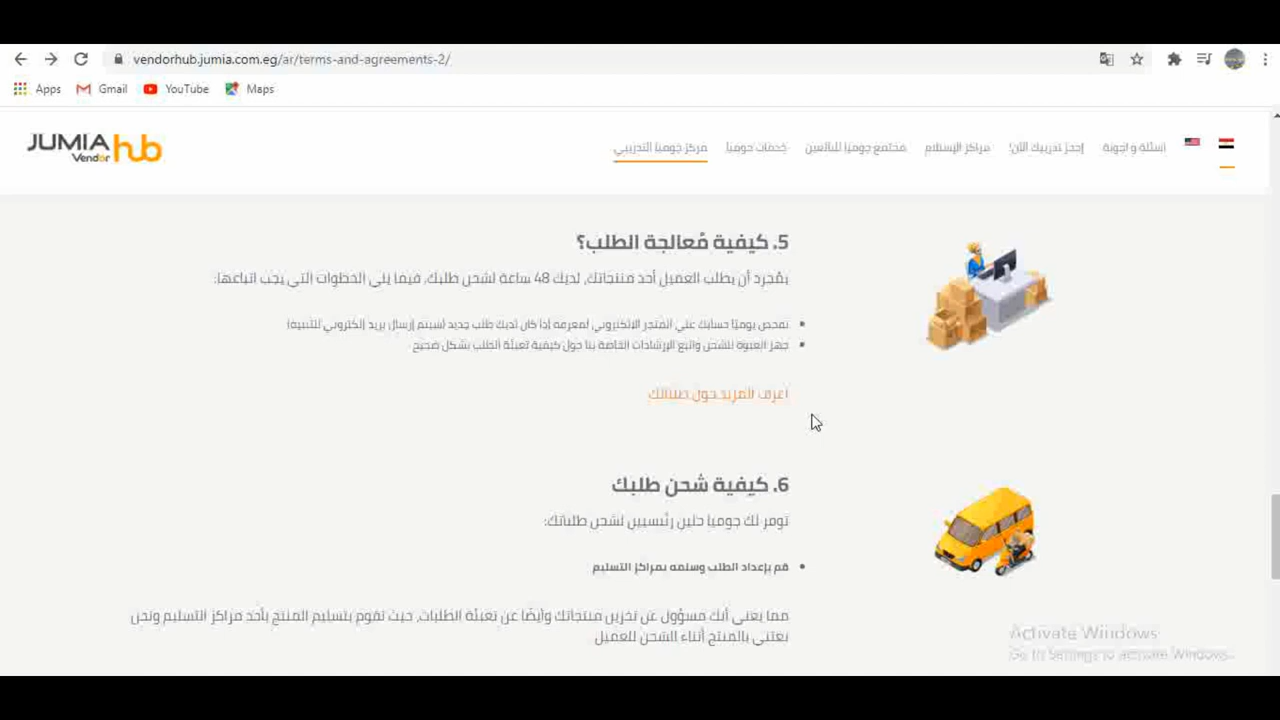 vendorhub.jumia.com.eg/ar/terms-and-agreements-2/
Apps Gmail YouTube Maps
JUMIA Vendor hub
أسئلة و أجوبة
إحجز تدريبك الآن!
مراكز الإستلام
مجتمع جوميا للبائعين
خدمات جوميا
مركز جوميا التدريبي
5. كيفية مُعالجة الطلب؟
بمُجرد أن يطلب العميل أحد منتجاتك، لديك 48 ساعة لشحن طلبك، فيما يلي الخطوات التي يجب اتباعها:
تفحص يوميًا حسابك علي المتجر الإلكتروني لمعرفة إذا كان لديك طلب جديد (سيتم إرسال بريد إلكتروني للتنبية)
جهز العبوة للشحن واتبع الإرشادات الخاصة بنا حول كيفية تعبئة الطلب بشكل صحيح
اعرف المزيد حول طلباتك
6. كيفية شحن طلبك
توفر لك جوميا حلين رئيسيين لشحن طلباتك:
قم بإعداد الطلب وسلمه بمراكز التسليم
مما يعنى أنك مسؤول عن تخزين منتجاتك وأيضًا عن تعبئة الطلبات، حيث تقوم بتسليم المنتج بأحد مراكز التسليم ونحن
نعتني بالمنتج أثناء الشحن للعميل
Activate Windows
Go to Settings to activate Windows.